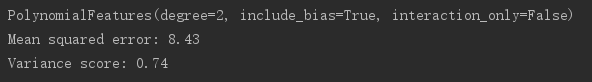 PolynomialFeatures(degree=2, include_bias=True, interaction_only=False)
Mean squared error: 8.43
Variance score: 0.74